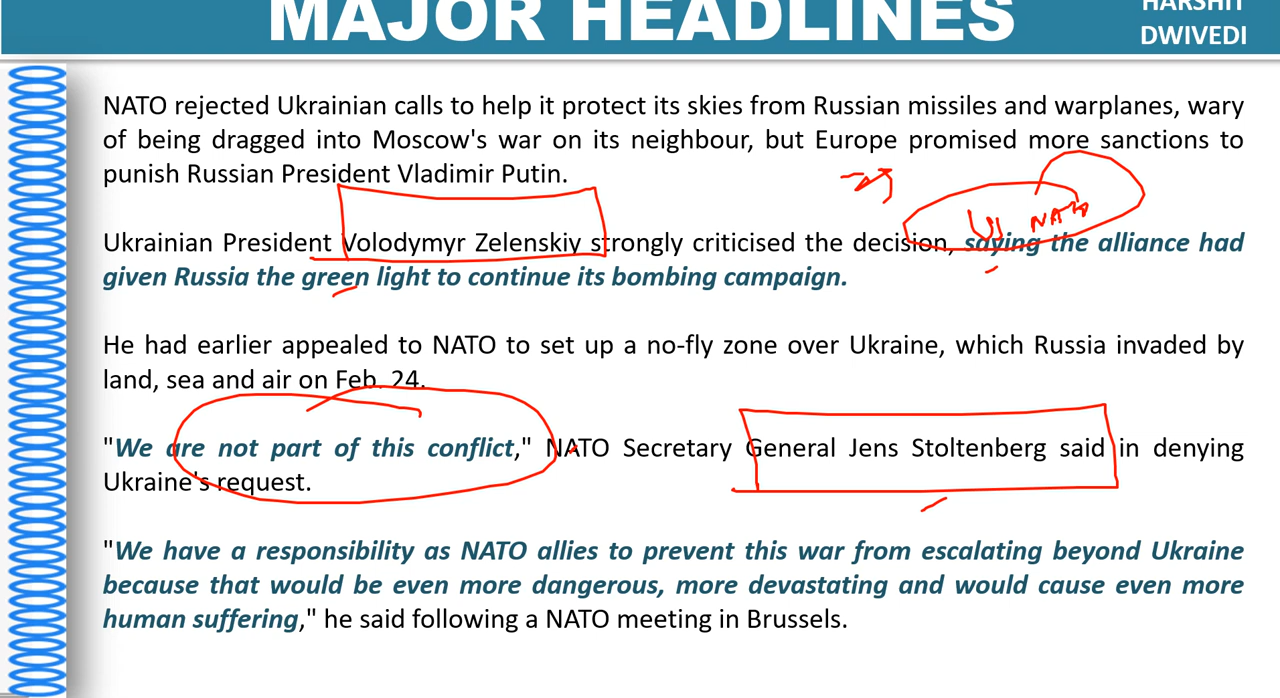 MAJOR HEADLINES
HARSHIT
DWIVEDI
NATO rejected Ukrainian calls to help it protect its skies from Russian missiles and warplanes, wary
of being dragged into Moscow's war on its neighbour, but Europe promised more sanctions to
punish Russian President Vladimir Putin.
US NATO
Ukrainian President Volodymyr Zelenskiy strongly criticised the decision, saying the alliance had
given Russia the green light to continue its bombing campaign.
He had earlier appealed to NATO to set up a no-fly zone over Ukraine, which Russia invaded by
land, sea and air on Feb. 24.
"We are not part of this conflict," NATO Secretary General Jens Stoltenberg said in denying
Ukraine's request.
"We have a responsibility as NATO allies to prevent this war from escalating beyond Ukraine
because that would be even more dangerous, more devastating and would cause even more
human suffering," he said following a NATO meeting in Brussels.